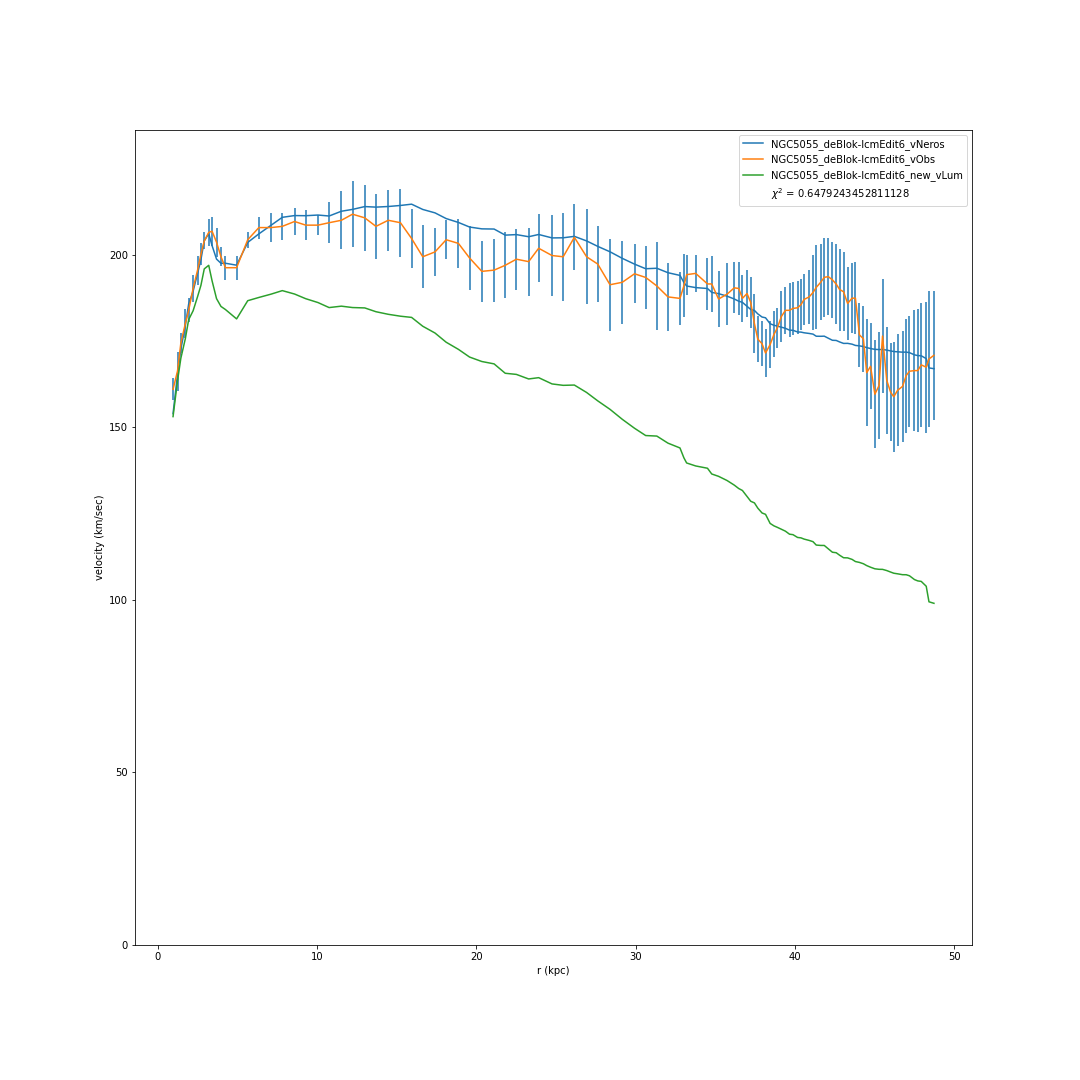 NGC5055_deBlok-lcmEdit6_vNeros
NGC5055_deBlok-lcmEdit6_vObs
NGC5055_deBlok-lcmEdit6_new_vLum
χ² = 0.6479243452811128
200
150
100
50
0
velocity (km/sec)
0 10 20 30 40 50
r (kpc)